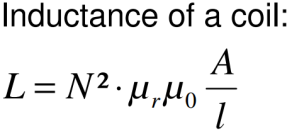 Inductance of a coil:
L = N² · μᵣμ₀ A/l